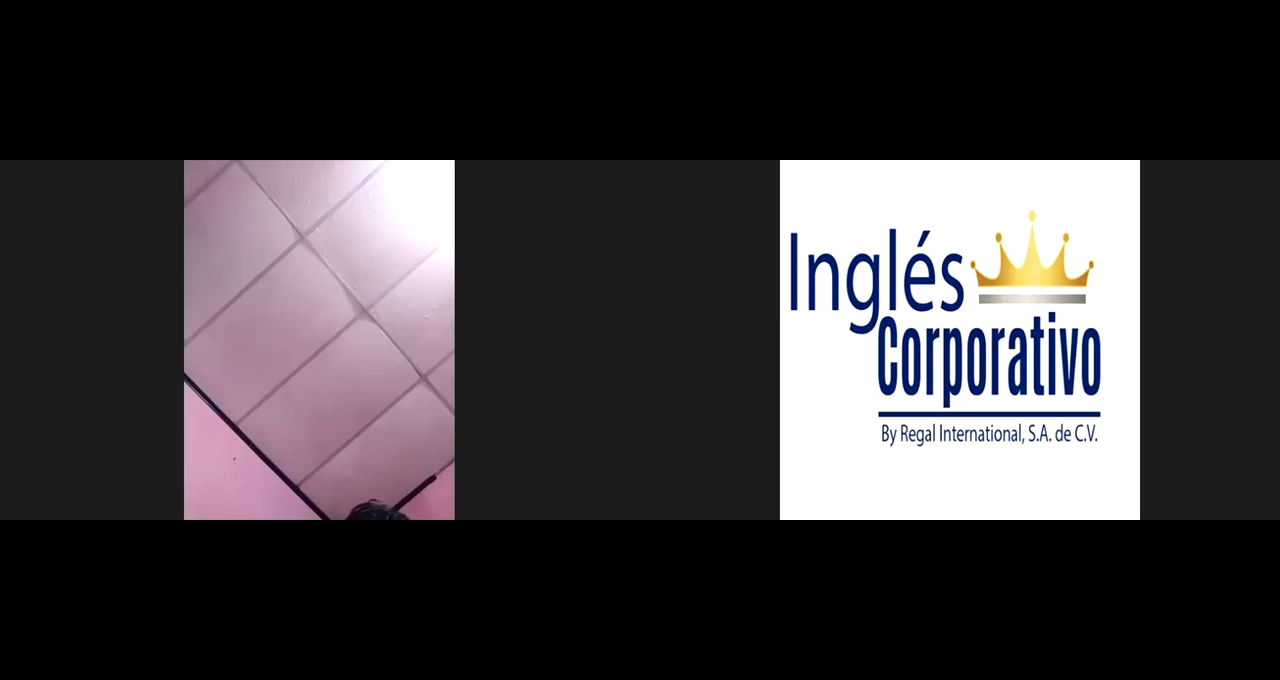 Inglés
Corporativo
By Regal International, S.A. de C.V.